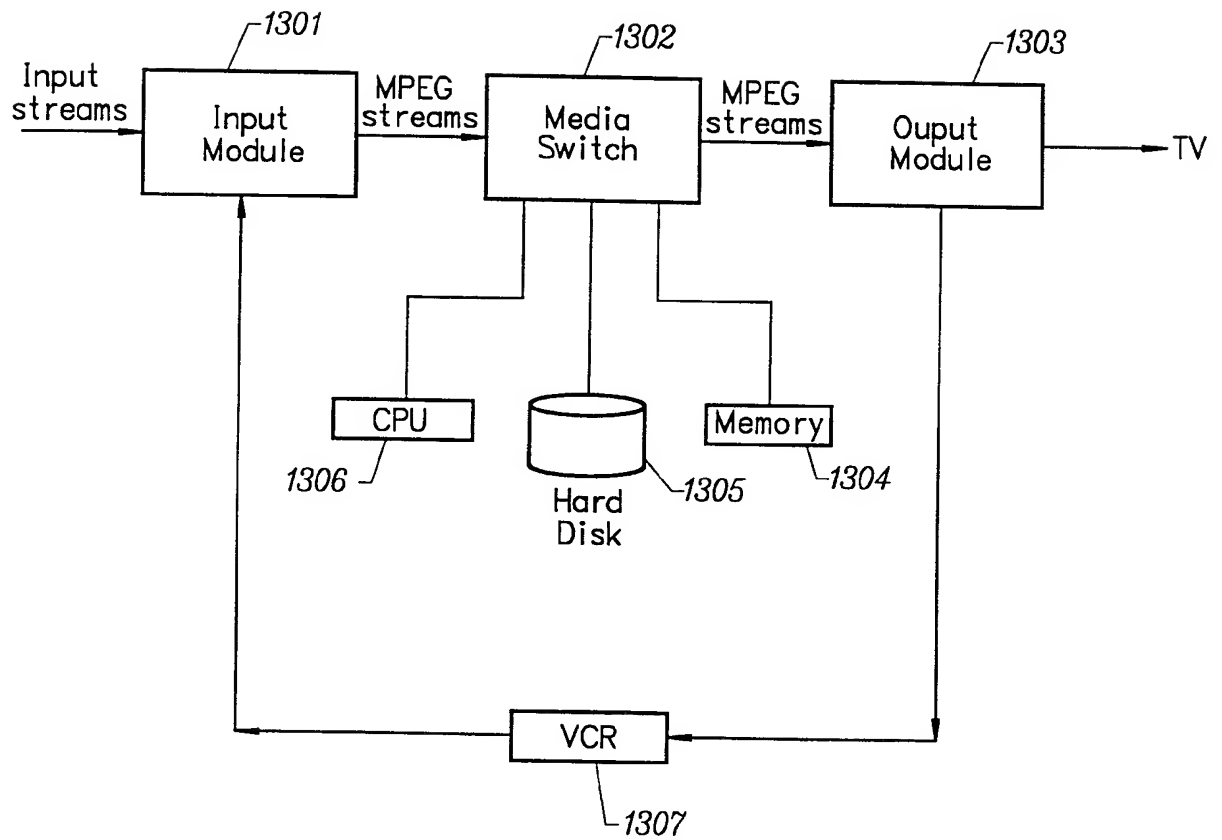 1301
1302
1303
Input
streams
Input
Module
MPEG
streams
Media
Switch
MPEG
streams
Ouput
Module
TV
CPU
1306
Hard
Disk
1305
Memory
1304
VCR
1307